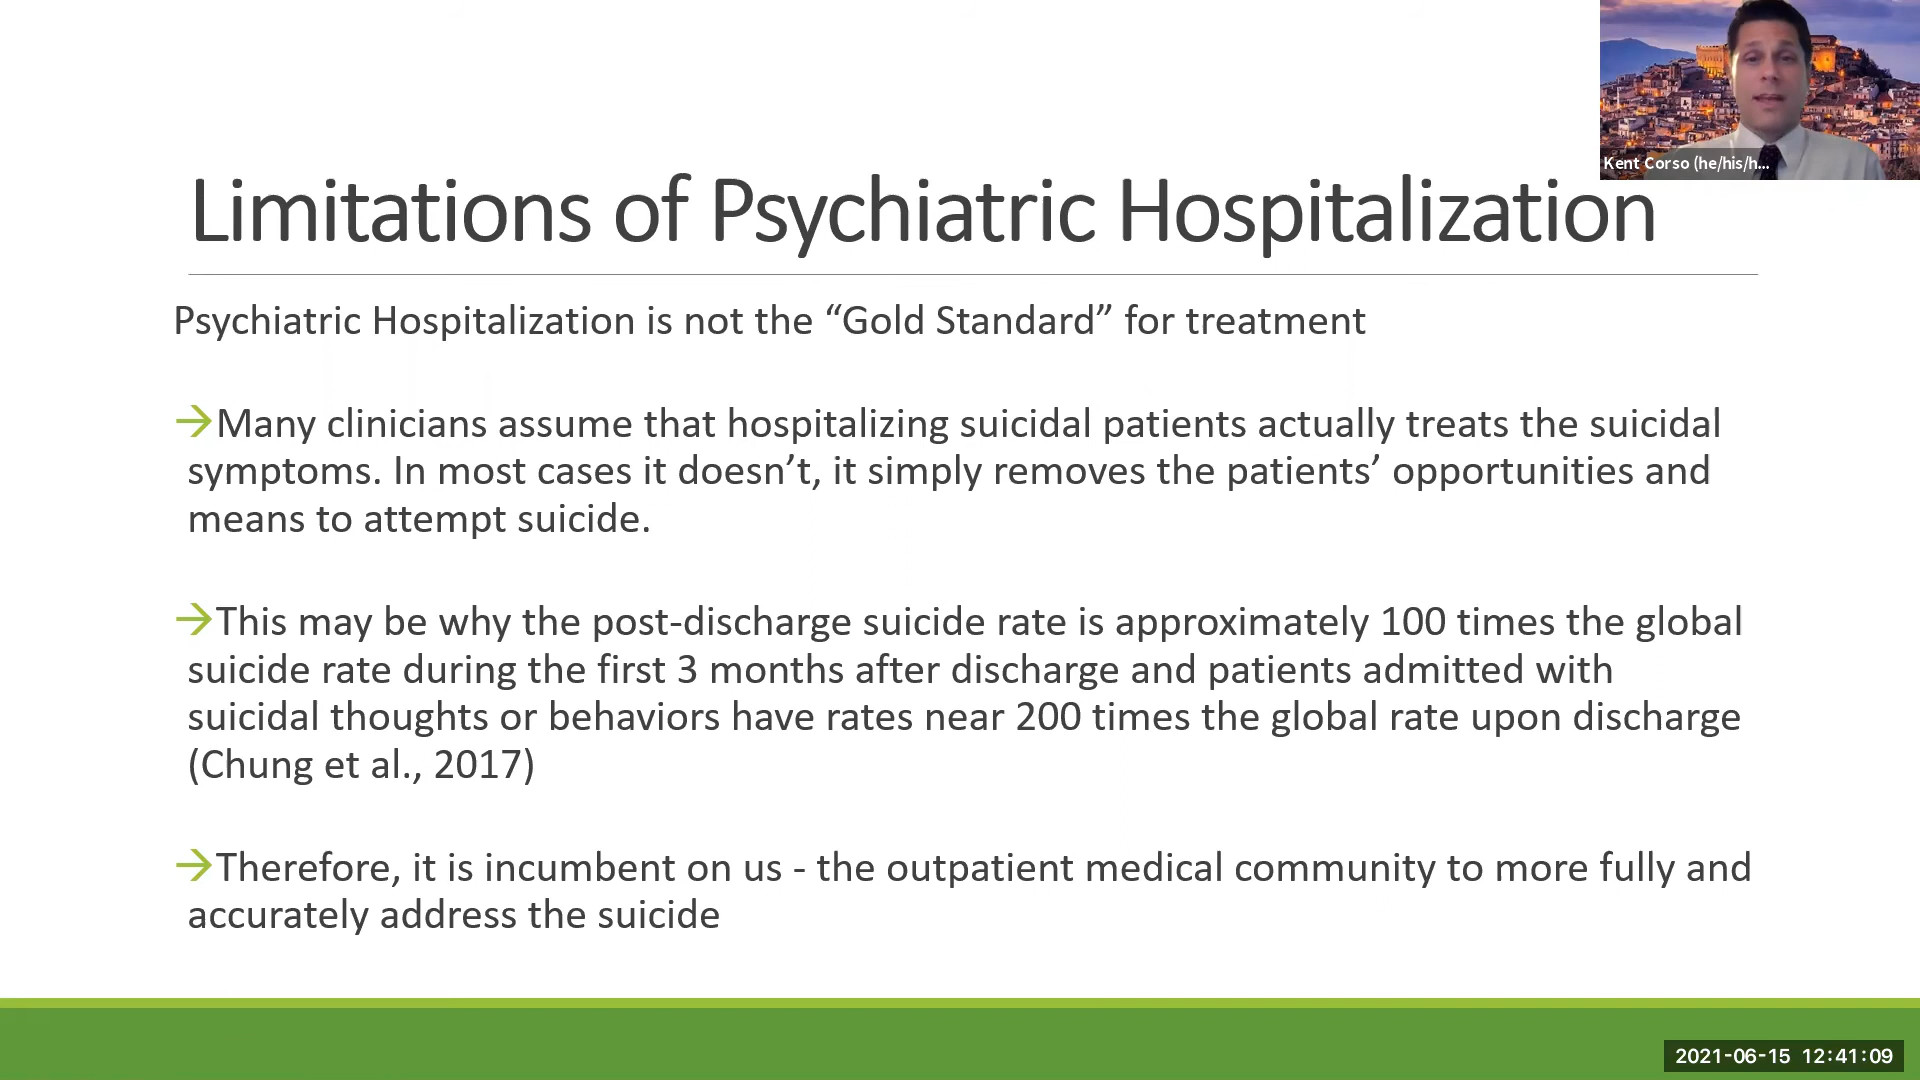 Kent Corso (he/his/h...
Limitations of Psychiatric Hospitalization
Psychiatric Hospitalization is not the “Gold Standard” for treatment
→Many clinicians assume that hospitalizing suicidal patients actually treats the suicidal
symptoms. In most cases it doesn’t, it simply removes the patients’ opportunities and
means to attempt suicide.
→This may be why the post-discharge suicide rate is approximately 100 times the global
suicide rate during the first 3 months after discharge and patients admitted with
suicidal thoughts or behaviors have rates near 200 times the global rate upon discharge
(Chung et al., 2017)
→Therefore, it is incumbent on us - the outpatient medical community to more fully and
accurately address the suicide
2021-06-15 12:41:09